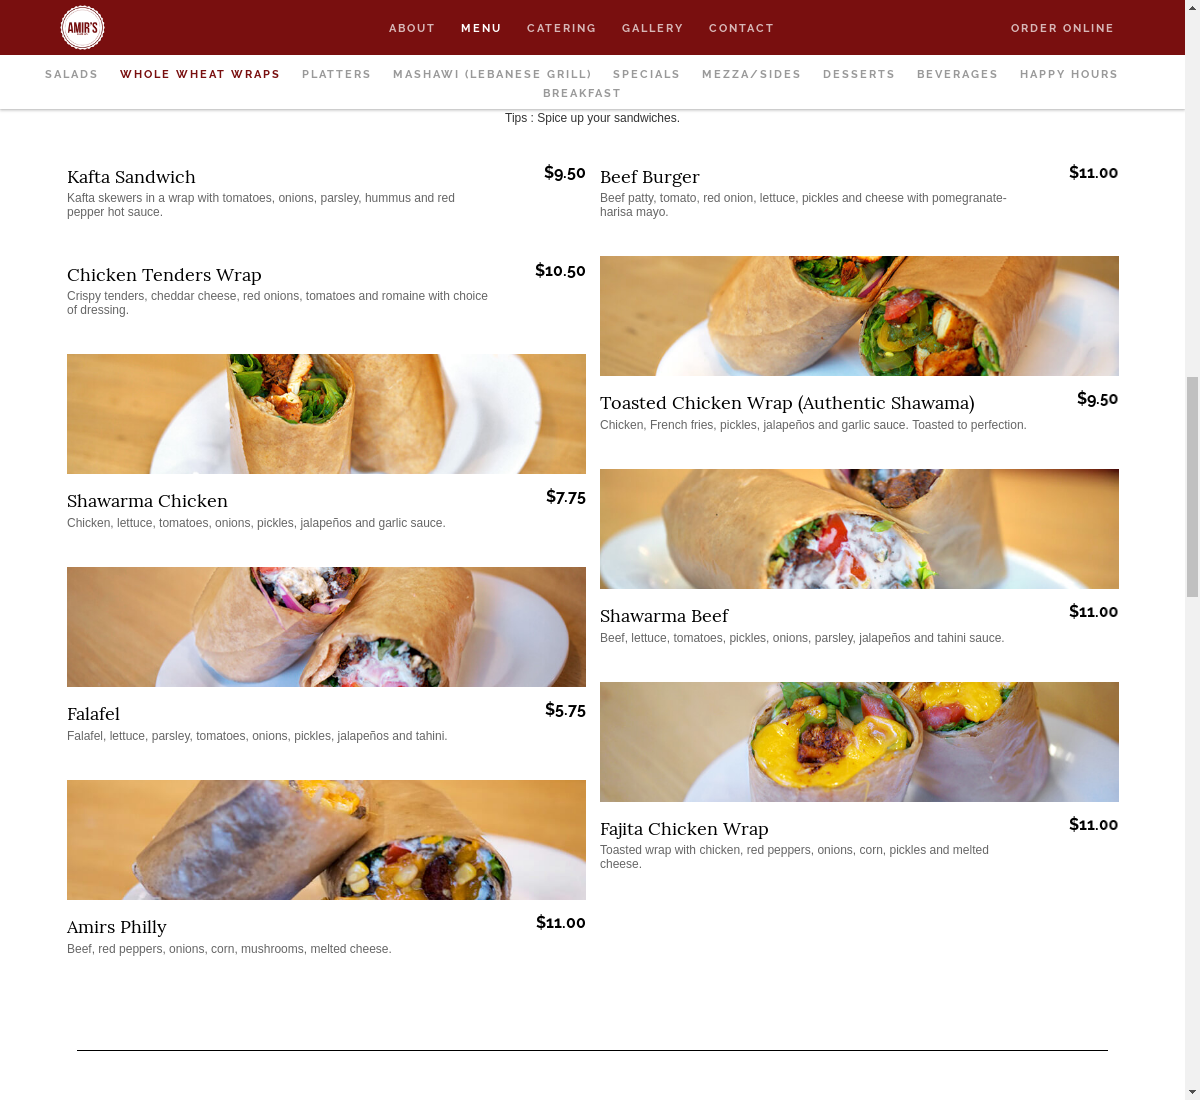 AMIR'S
ABOUT
MENU
CATERING
GALLERY
CONTACT
ORDER ONLINE
SALADS
WHOLE WHEAT WRAPS
PLATTERS
MASHAWI (LEBANESE GRILL)
SPECIALS
MEZZA/SIDES
DESSERTS
BEVERAGES
HAPPY HOURS
BREAKFAST
Tips : Spice up your sandwiches.
Kafta Sandwich
$9.50
Kafta skewers in a wrap with tomatoes, onions, parsley, hummus and red
pepper hot sauce.
Chicken Tenders Wrap
$10.50
Crispy tenders, cheddar cheese, red onions, tomatoes and romaine with choice
of dressing.
Shawarma Chicken
$7.75
Chicken, lettuce, tomatoes, onions, pickles, jalapeños and garlic sauce.
Falafel
$5.75
Falafel, lettuce, parsley, tomatoes, onions, pickles, jalapeños and tahini.
Amirs Philly
$11.00
Beef, red peppers, onions, corn, mushrooms, melted cheese.
Beef Burger
$11.00
Beef patty, tomato, red onion, lettuce, pickles and cheese with pomegranate-
harisa mayo.
Toasted Chicken Wrap (Authentic Shawama)
$9.50
Chicken, French fries, pickles, jalapeños and garlic sauce. Toasted to perfection.
Shawarma Beef
$11.00
Beef, lettuce, tomatoes, pickles, onions, parsley, jalapeños and tahini sauce.
Fajita Chicken Wrap
$11.00
Toasted wrap with chicken, red peppers, onions, corn, pickles and melted
cheese.